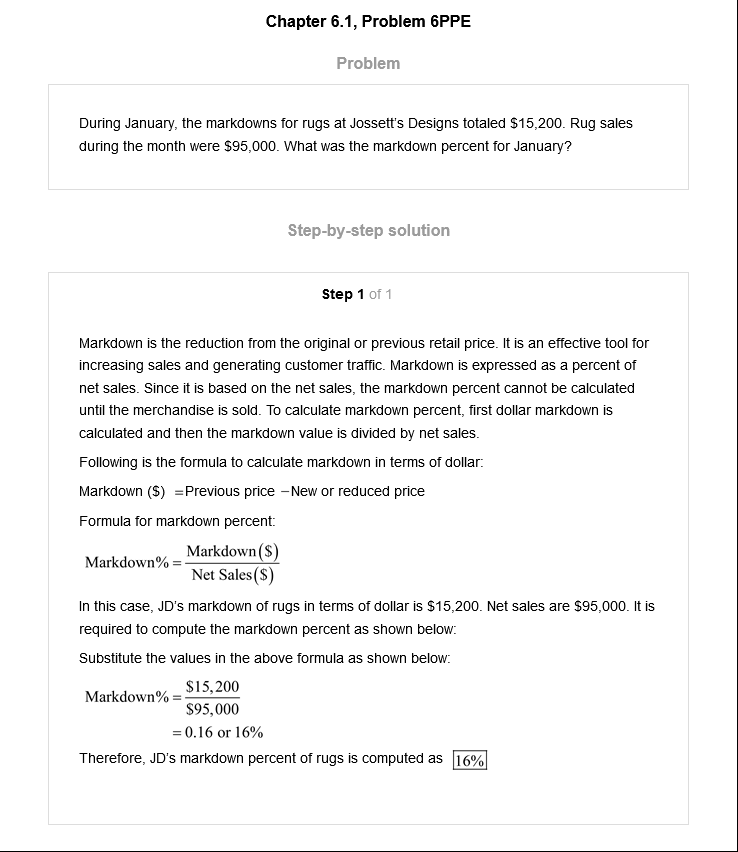 Chapter 6.1, Problem 6PPE
Problem
During January, the markdowns for rugs at Jossett's Designs totaled $15,200. Rug sales
during the month were $95,000. What was the markdown percent for January?
Step-by-step solution
Step 1 of 1
Markdown is the reduction from the original or previous retail price. It is an effective tool for
increasing sales and generating customer traffic. Markdown is expressed as a percent of
net sales. Since it is based on the net sales, the markdown percent cannot be calculated
until the merchandise is sold. To calculate markdown percent, first dollar markdown is
calculated and then the markdown value is divided by net sales.
Following is the formula to calculate markdown in terms of dollar:
Markdown ($) =Previous price −New or reduced price
Formula for markdown percent:
Markdown% = Markdown($)
Net Sales($)
In this case, JD's markdown of rugs in terms of dollar is $15,200. Net sales are $95,000. It is
required to compute the markdown percent as shown below:
Substitute the values in the above formula as shown below:
Markdown% = $15,200
$95,000
= 0.16 or 16%
Therefore, JD's markdown percent of rugs is computed as 16%